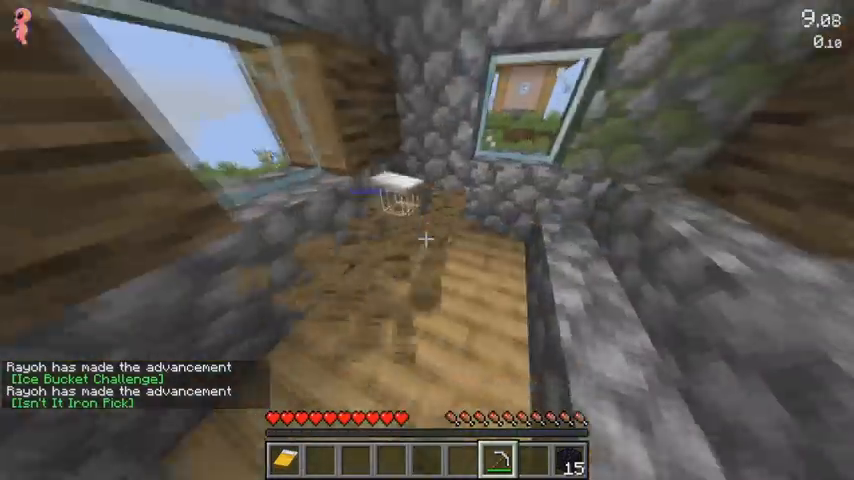 9.08
0.10
Rayoh has made the advancement
[Ice Bucket Challenge]
Rayoh has made the advancement
[Isn't It Iron Pick]
15